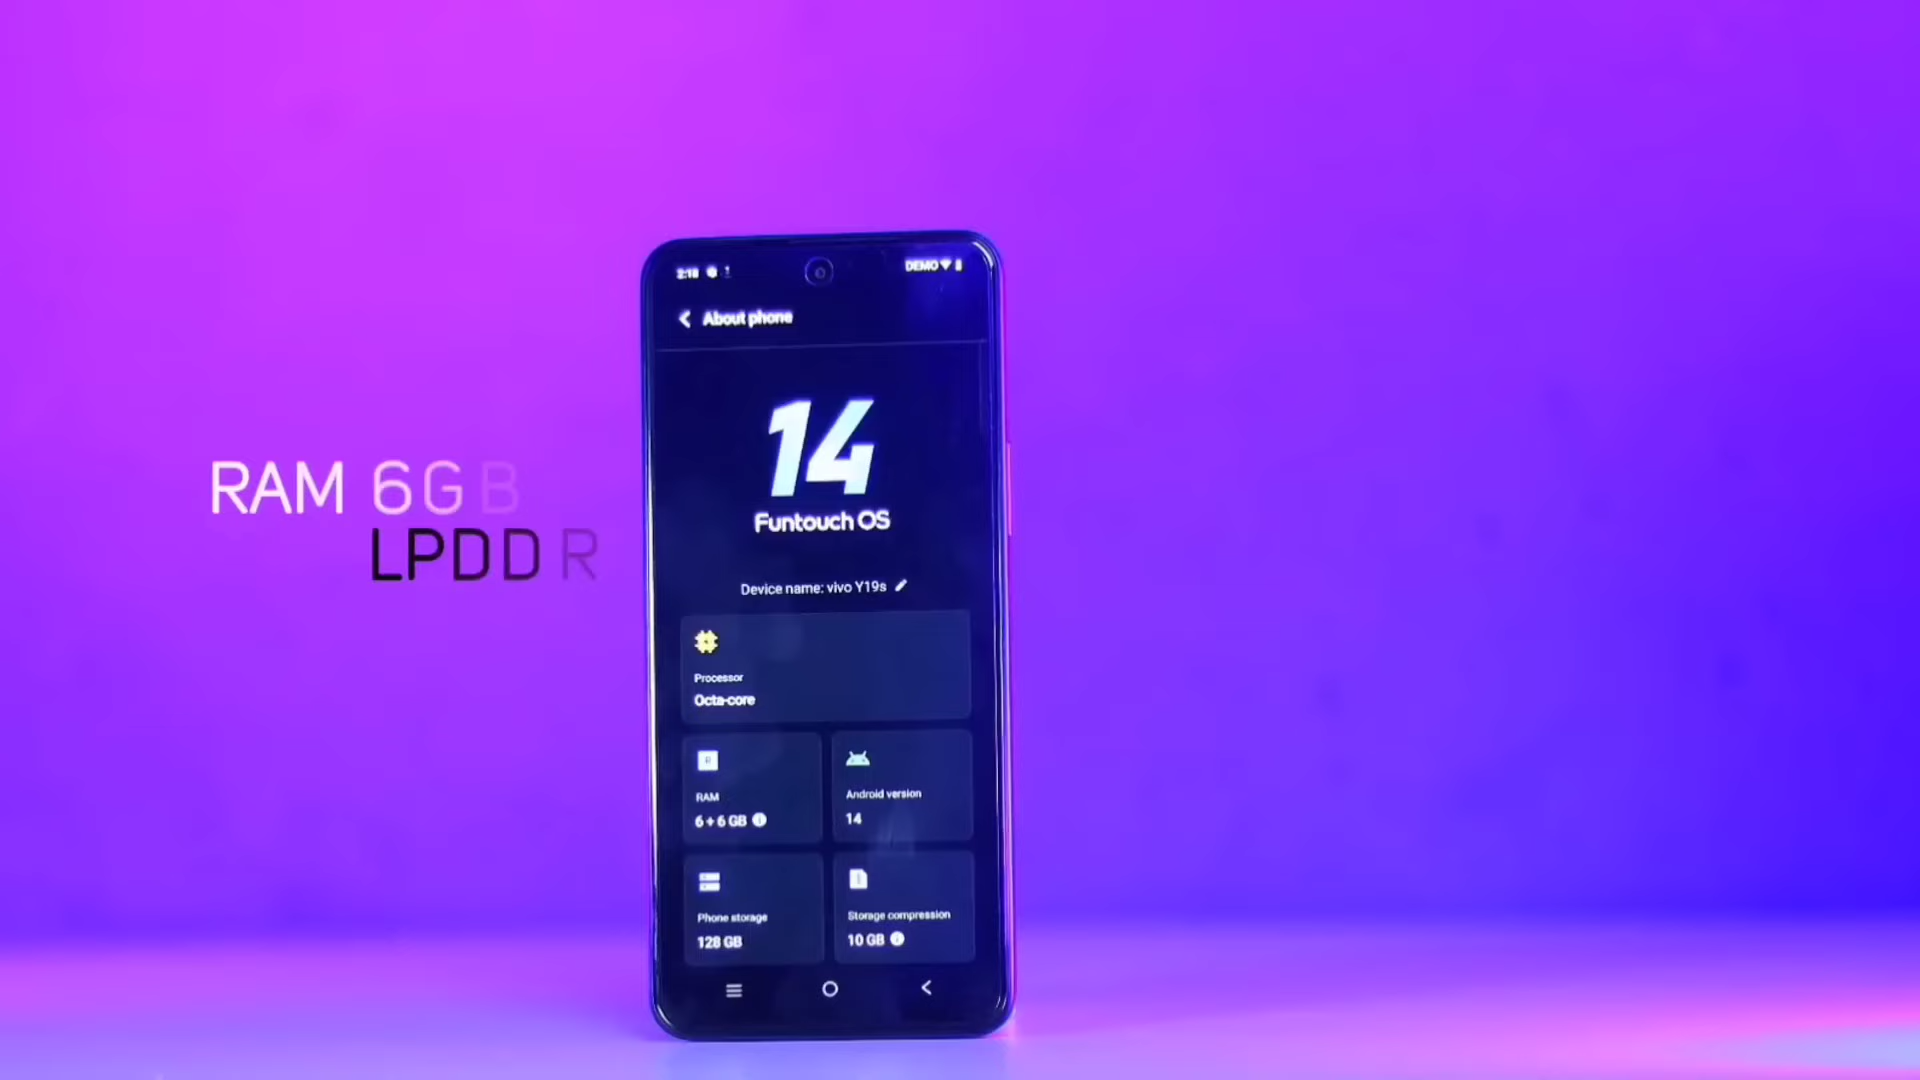 RAM 6GB
LPDDR
2:18
DEMO
About phone
14
Funtouch OS
Device name: vivo Y19s
Processor
Octa-core
R
RAM
6 + 6 GB
Android version
14
Phone storage
128 GB
Storage compression
10 GB